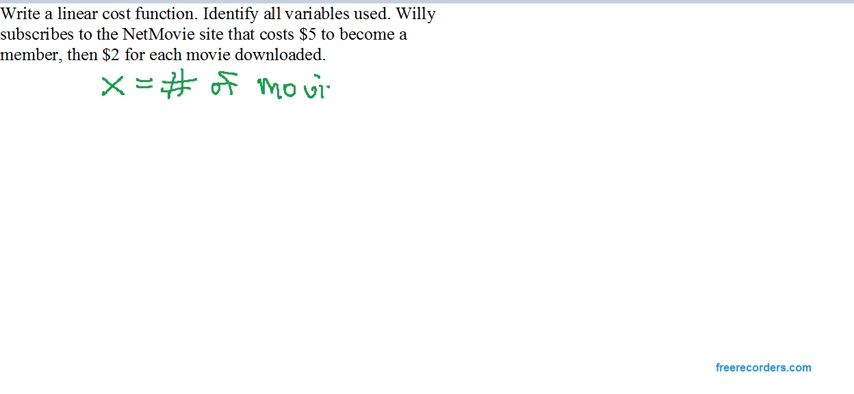 Write a linear cost function. Identify all variables used. Willy
subscribes to the NetMovie site that costs $5 to become a
member, then $2 for each movie downloaded.
x = # of movi
freerecorders.com